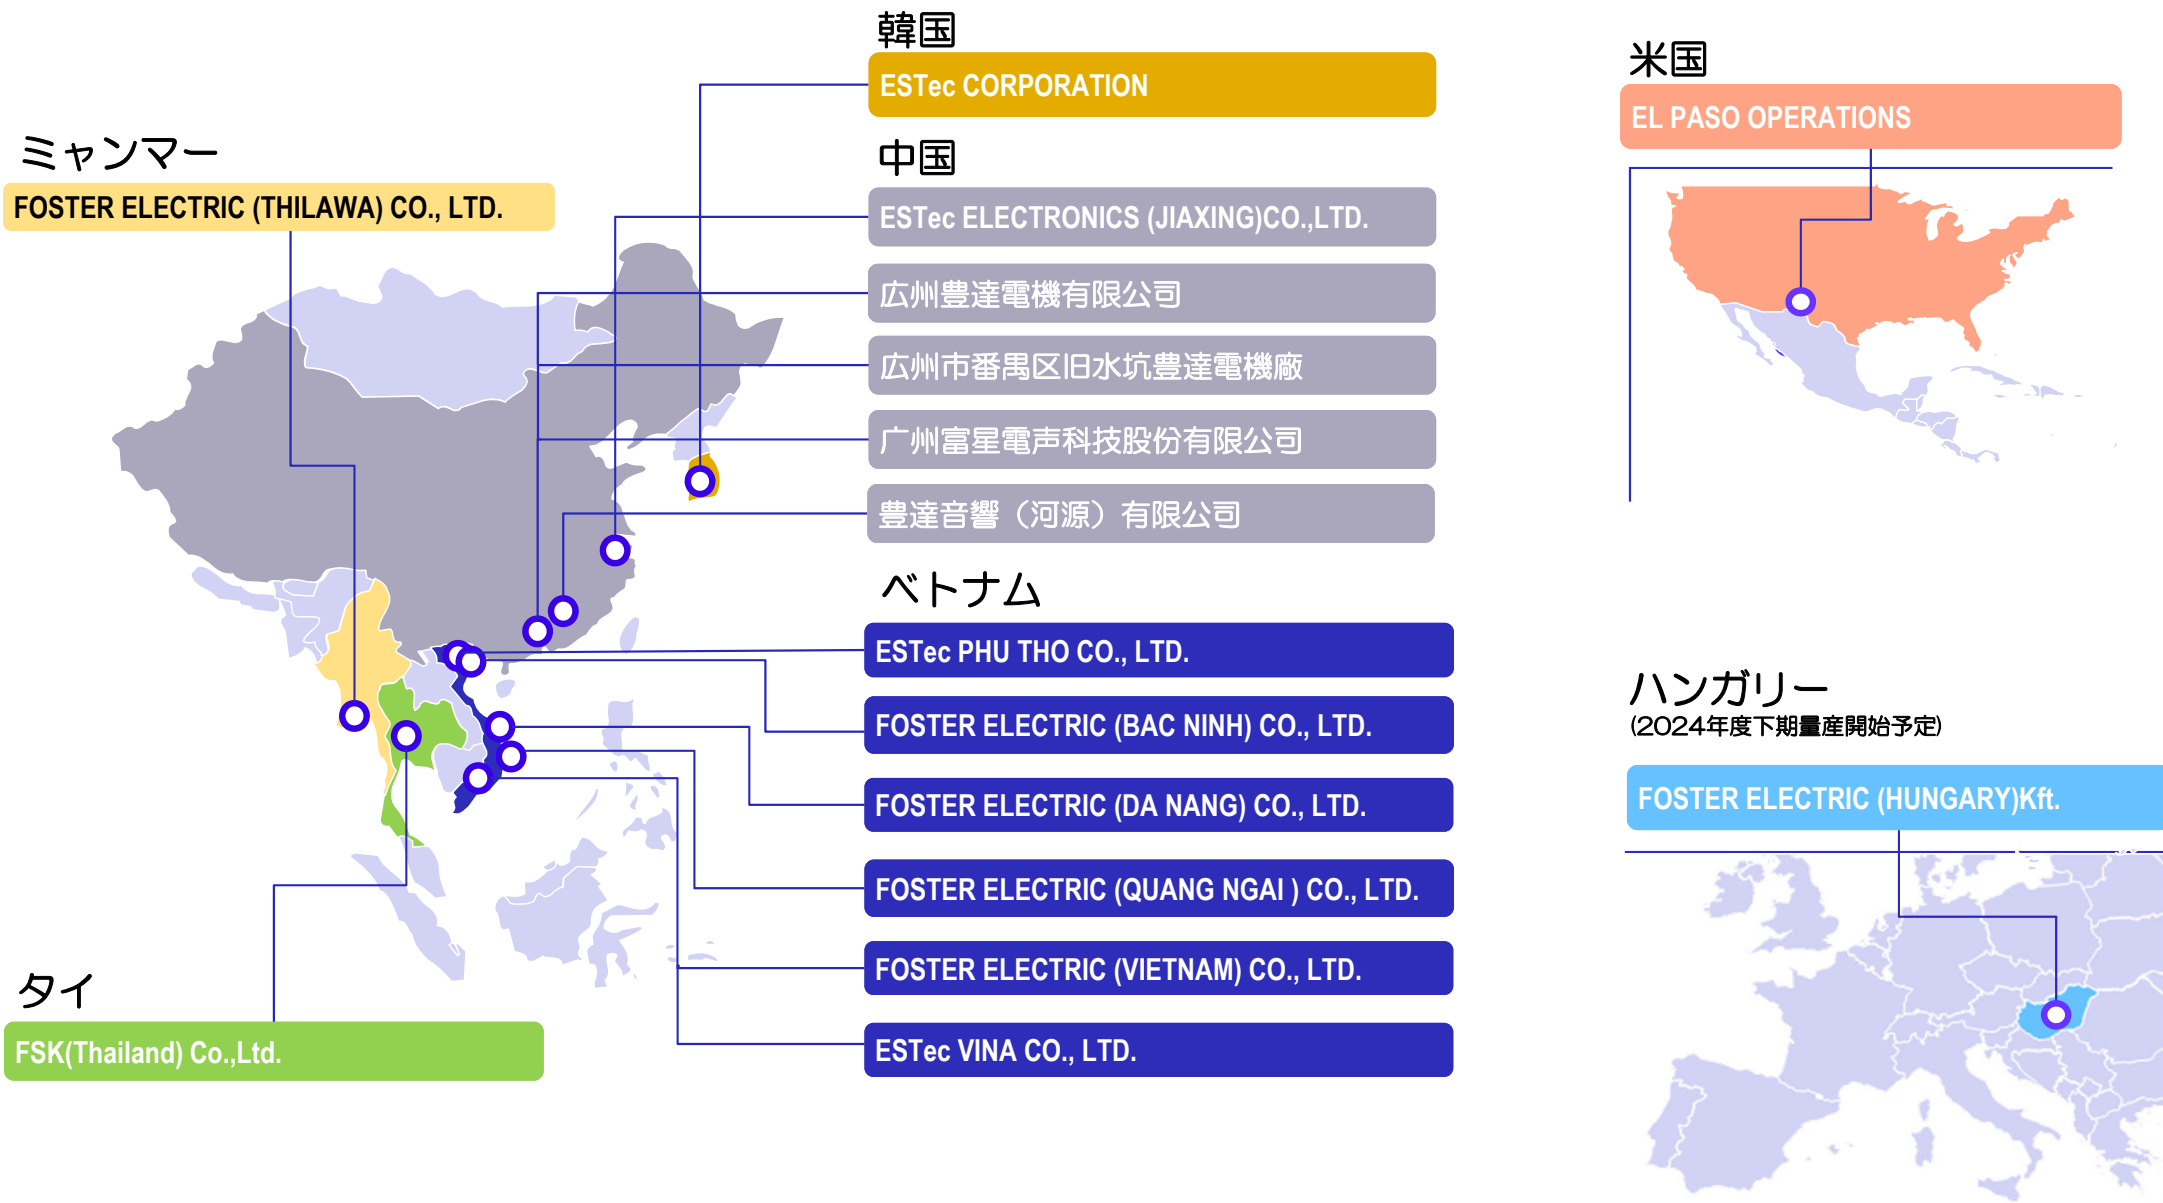 韓国
ESTec CORPORATION
中国
ESTec ELECTRONICS (JIAXING)CO.,LTD.
広州豊達電機有限公司
広州市番禺区旧水坑豊達電機廠
广州富星電声科技股份有限公司
豊達音響（河源）有限公司
ベトナム
ESTec PHU THO CO., LTD.
FOSTER ELECTRIC (BAC NINH) CO., LTD.
FOSTER ELECTRIC (DA NANG) CO., LTD.
FOSTER ELECTRIC (QUANG NGAI ) CO., LTD.
FOSTER ELECTRIC (VIETNAM) CO., LTD.
ESTec VINA CO., LTD.
ミャンマー
FOSTER ELECTRIC (THILAWA) CO., LTD.
タイ
FSK(Thailand) Co.,Ltd.
米国
EL PASO OPERATIONS
ハンガリー
(2024年度下期量産開始予定)
FOSTER ELECTRIC (HUNGARY)Kft.